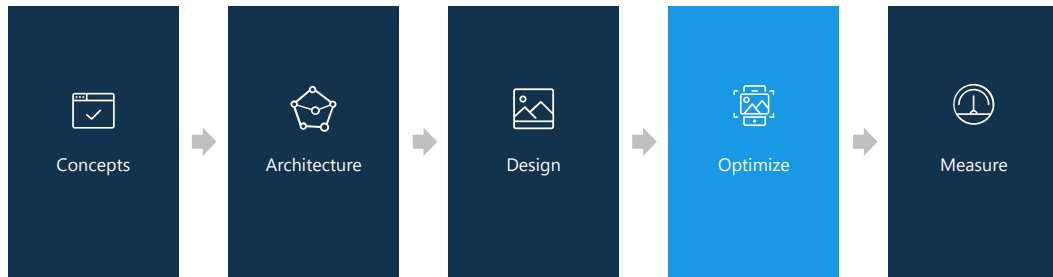 Concepts
Architecture
Design
Optimize
Measure